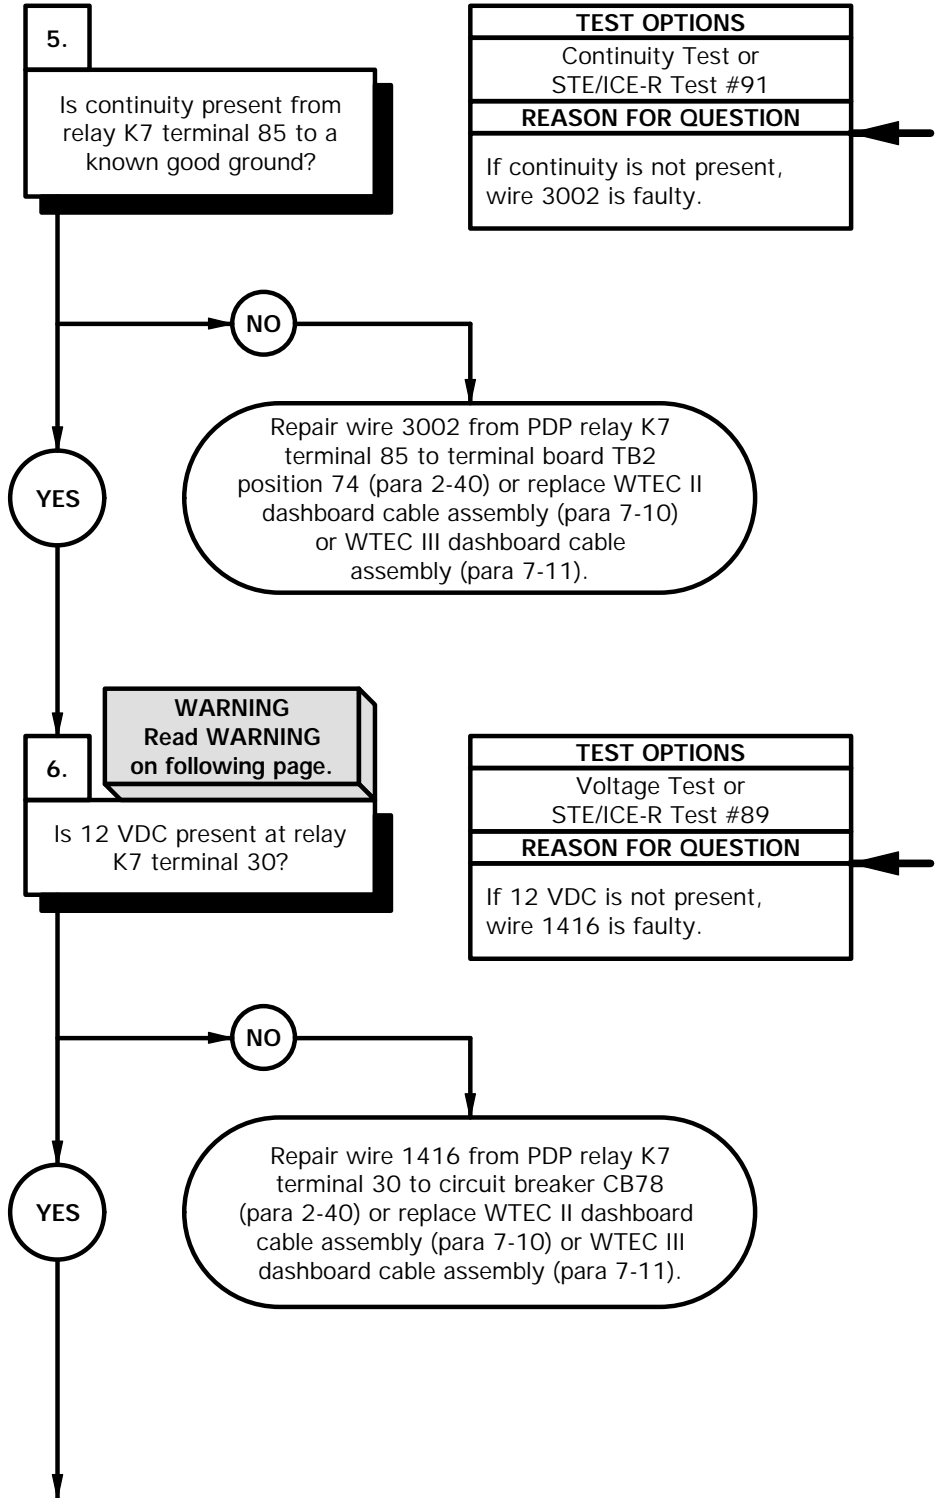 5.
Is continuity present from
relay K7 terminal 85 to a
known good ground?
TEST OPTIONS
Continuity Test or
STE/ICE-R Test #91
REASON FOR QUESTION
If continuity is not present,
wire 3002 is faulty.
NO
YES
Repair wire 3002 from PDP relay K7
terminal 85 to terminal board TB2
position 74 (para 2-40) or replace WTEC II
dashboard cable assembly (para 7-10)
or WTEC III dashboard cable
assembly (para 7-11).
WARNING
Read WARNING
on following page.
6.
Is 12 VDC present at relay
K7 terminal 30?
TEST OPTIONS
Voltage Test or
STE/ICE-R Test #89
REASON FOR QUESTION
If 12 VDC is not present,
wire 1416 is faulty.
NO
YES
Repair wire 1416 from PDP relay K7
terminal 30 to circuit breaker CB78
(para 2-40) or replace WTEC II dashboard
cable assembly (para 7-10) or WTEC III
dashboard cable assembly (para 7-11).